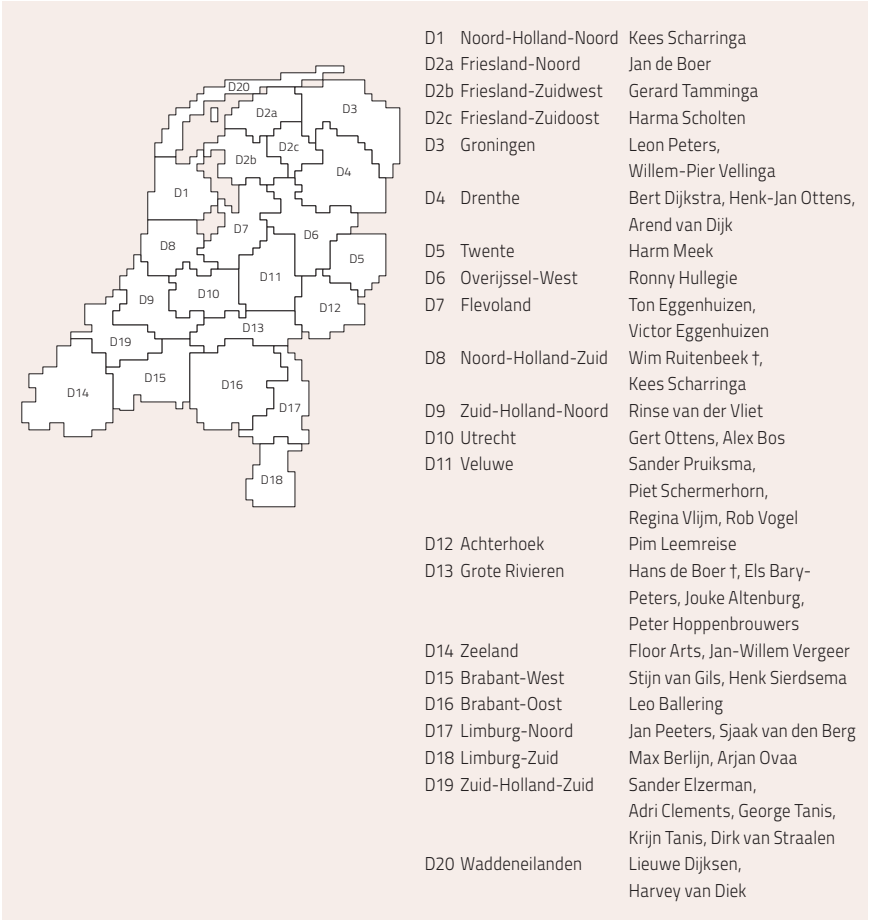 D20
D3
D2a
D2c
D2b
D4
D1
D7
D6
D8
D5
D11
D10
D9
D12
D13
D19
D15
D16
D14
D17
D18
D1 Noord-Holland-Noord Kees Scharringa
D2a Friesland-Noord Jan de Boer
D2b Friesland-Zuidwest Gerard Tamminga
D2c Friesland-Zuidoost Harma Scholten
D3 Groningen Leon Peters,
Willem-Pier Vellinga
D4 Drenthe Bert Dijkstra, Henk-Jan Ottens,
Arend van Dijk
D5 Twente Harm Meek
D6 Overijssel-West Ronny Hullegie
D7 Flevoland Ton Eggenhuizen,
Victor Eggenhuizen
D8 Noord-Holland-Zuid Wim Ruitenbeek †,
Kees Scharringa
D9 Zuid-Holland-Noord Rinse van der Vliet
D10 Utrecht Gert Ottens, Alex Bos
D11 Veluwe Sander Pruiksma,
Piet Schermerhorn,
Regina Vlijm, Rob Vogel
D12 Achterhoek Pim Leemreise
D13 Grote Rivieren Hans de Boer †, Els Bary-
Peters, Jouke Altenburg,
Peter Hoppenbrouwers
D14 Zeeland Floor Arts, Jan-Willem Vergeer
D15 Brabant-West Stijn van Gils, Henk Sierdsema
D16 Brabant-Oost Leo Ballering
D17 Limburg-Noord Jan Peeters, Sjaak van den Berg
D18 Limburg-Zuid Max Berlijn, Arjan Ovaa
D19 Zuid-Holland-Zuid Sander Elzerman,
Adri Clements, George Tanis,
Krijn Tanis, Dirk van Straalen
D20 Waddeneilanden Lieuwe Dijksen,
Harvey van Diek